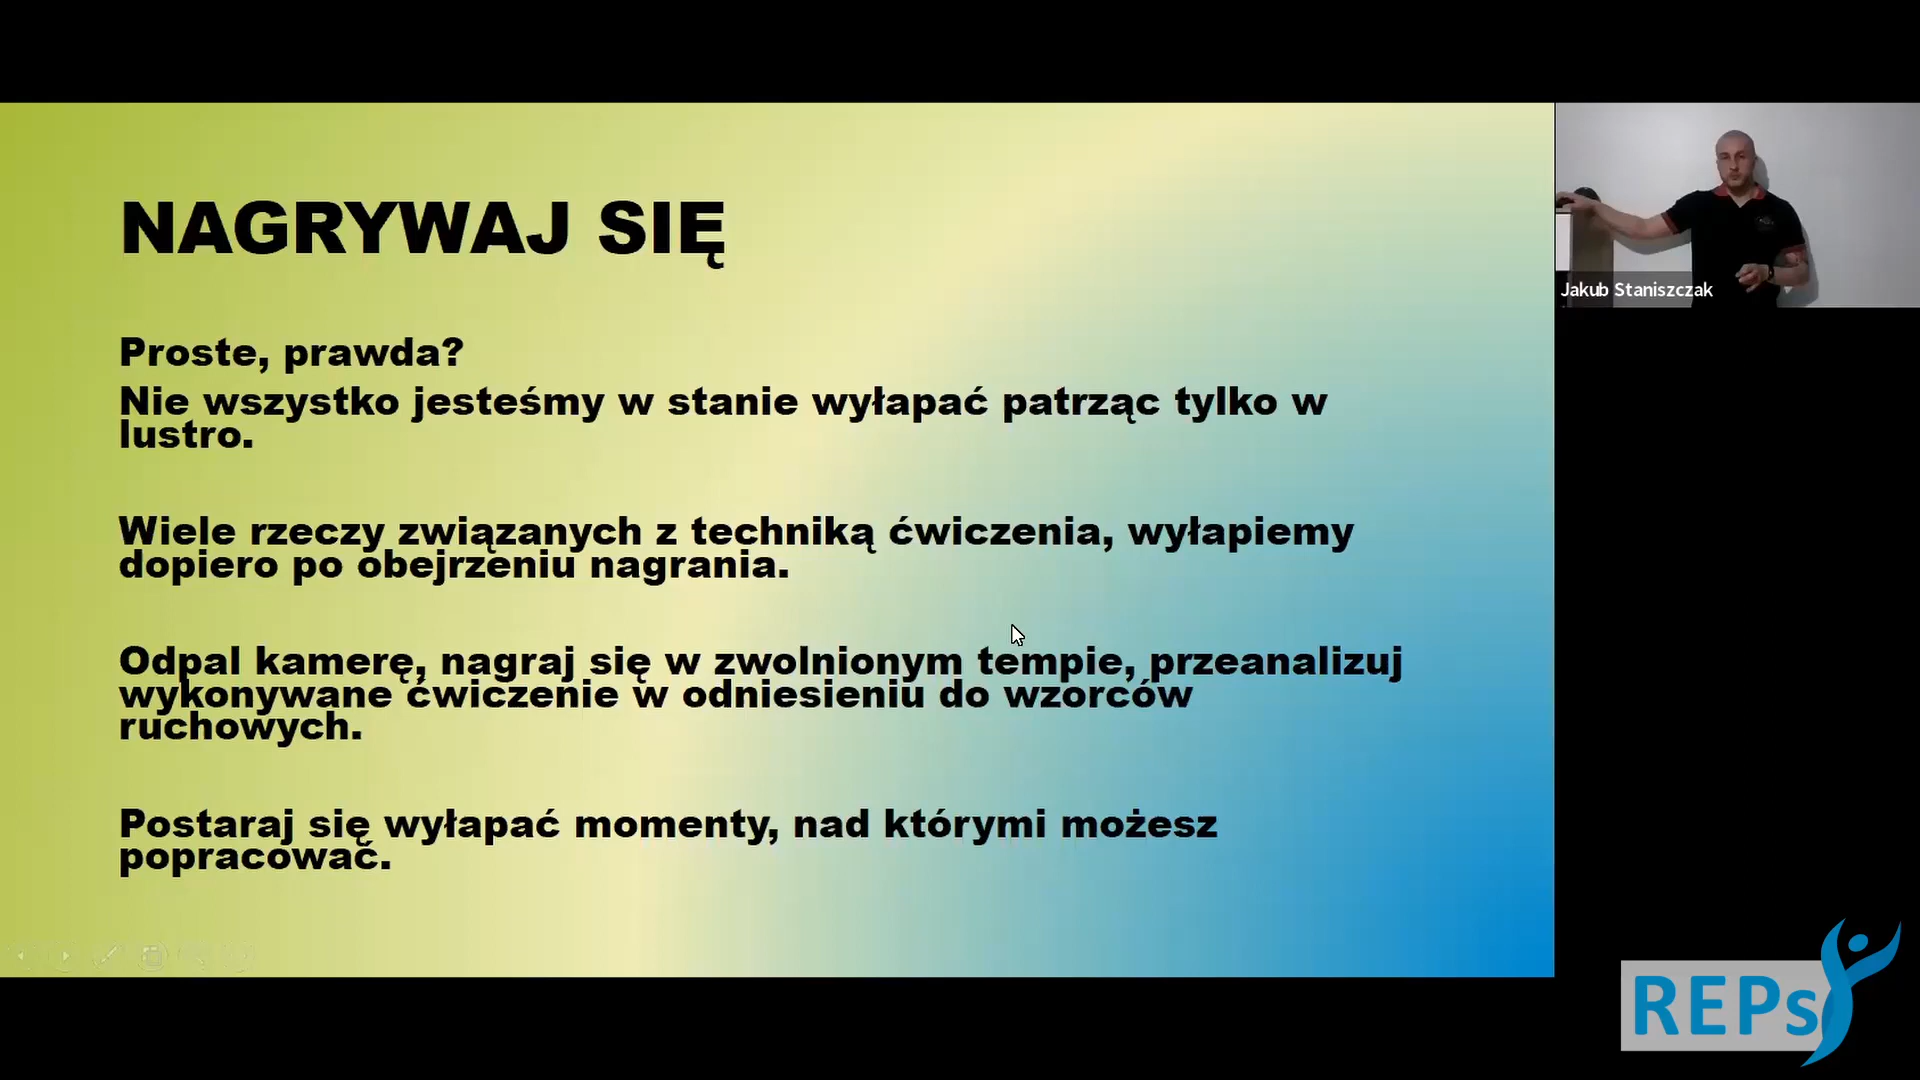 NAGRYWAJ SIĘ
Proste, prawda?
Nie wszystko jesteśmy w stanie wyłapać patrząc tylko w
lustro.
Wiele rzeczy związanych z techniką ćwiczenia, wyłapiemy
dopiero po obejrzeniu nagrania.
Odpal kamerę, nagraj się w zwolnionym tempie, przeanalizuj
wykonywane ćwiczenie w odniesieniu do wzorców
ruchowych.
Postaraj się wyłapać momenty, nad którymi możesz
popracować.
Jakub Staniszczak
REPs